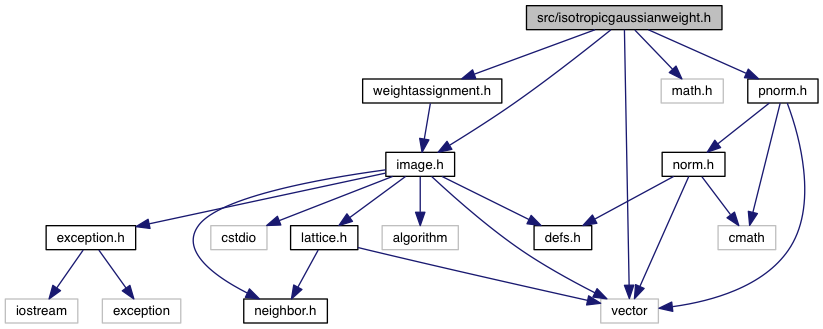 src/isotropicgaussianweight.h
weightassignment.h
math.h
pnorm.h
image.h
norm.h
exception.h
cstdio
lattice.h
algorithm
defs.h
cmath
iostream
exception
neighbor.h
vector